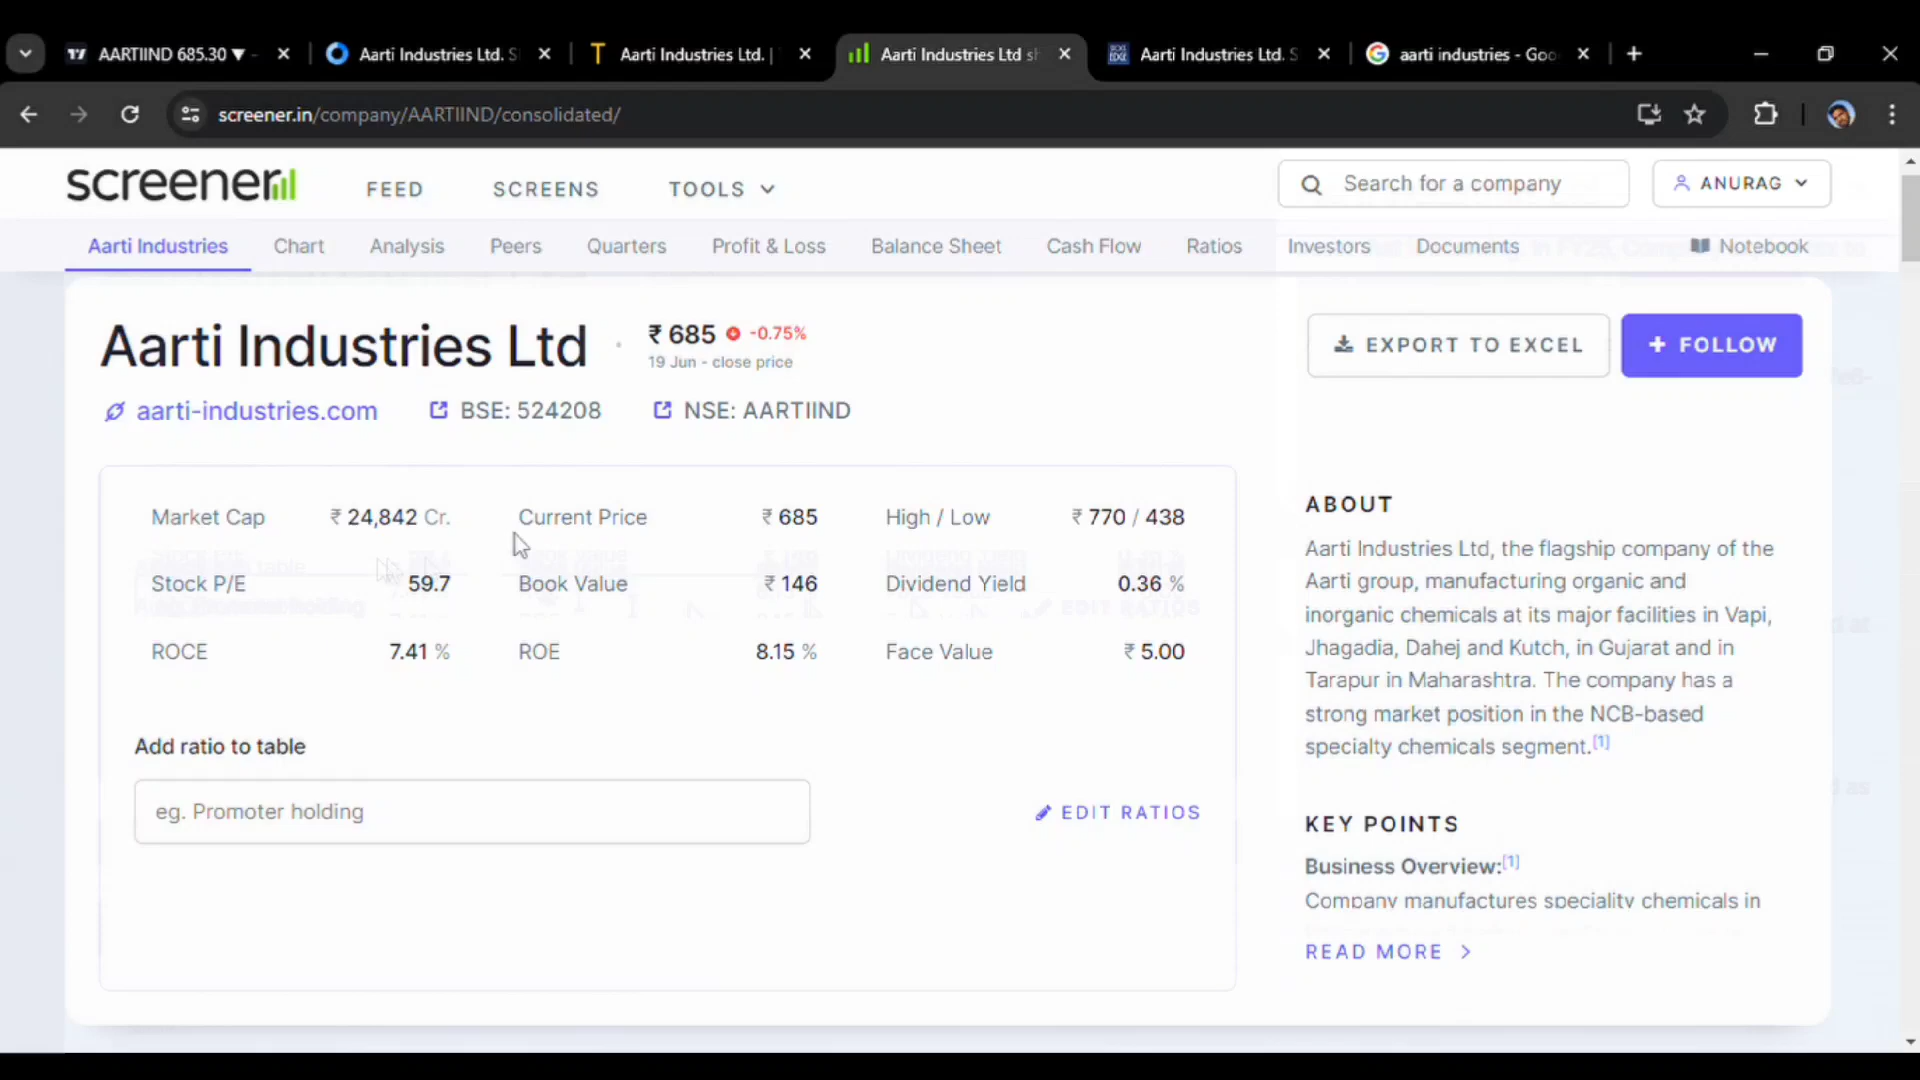 AARTIIND 685.30 ▼
Aarti Industries Ltd. S
Aarti Industries Ltd. |
Aarti Industries Ltd sh
Aarti Industries Ltd. S
aarti industries - Goo
screener.in/company/AARTIIND/consolidated/
screener
FEED
SCREENS
TOOLS
Search for a company
ANURAG
Aarti Industries
Chart
Analysis
Peers
Quarters
Profit & Loss
Balance Sheet
Cash Flow
Ratios
Investors
Documents
Notebook
Aarti Industries Ltd
₹ 685 -0.75%
19 Jun - close price
EXPORT TO EXCEL
+ FOLLOW
aarti-industries.com
BSE: 524208
NSE: AARTIIND
Market Cap ₹ 24,842 Cr.
Current Price ₹ 685
High / Low ₹ 770 / 438
Stock P/E 59.7
Book Value ₹ 146
Dividend Yield 0.36 %
ROCE 7.41 %
ROE 8.15 %
Face Value ₹ 5.00
Add ratio to table
eg. Promoter holding
EDIT RATIOS
ABOUT
Aarti Industries Ltd, the flagship company of the
Aarti group, manufacturing organic and
inorganic chemicals at its major facilities in Vapi,
Jhagadia, Dahej and Kutch, in Gujarat and in
Tarapur in Maharashtra. The company has a
strong market position in the NCB-based
specialty chemicals segment.[1]
KEY POINTS
Business Overview:[1]
Company manufactures speciality chemicals in
READ MORE